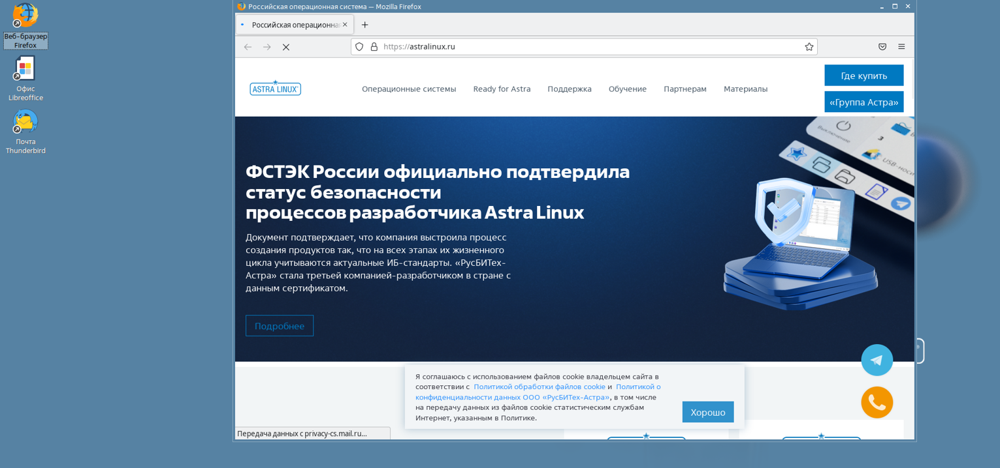 Российская операционная система — Mozilla Firefox
Российская операционная
https://astralinux.ru
Веб-браузер
Firefox
Офис
Libreoffice
Почта
Thunderbird
ASTRA LINUX
Операционные системы
Ready for Astra
Поддержка
Обучение
Партнерам
Материалы
Где купить
«Группа Астра»
ФСТЭК России официально подтвердила
статус безопасности
процессов разработчика Astra Linux
Документ подтверждает, что компания выстроила процесс
создания продуктов так, что на всех этапах их жизненного
цикла учитываются актуальные ИБ-стандарты. «РусБИТех-
Астра» стала третьей компанией-разработчиком в стране с
данным сертификатом.
Подробнее
Выключение
3
USB-носи
Я соглашаюсь с использованием файлов cookie владельцем сайта в
соответствии с Политикой обработки файлов cookie и Политикой о
конфиденциальности данных ООО «РусБИТех-Астра», в том числе
на передачу данных из файлов cookie статистическим службам
Интернет, указанным в Политике.
Хорошо
Передача данных с privacy-cs.mail.ru…